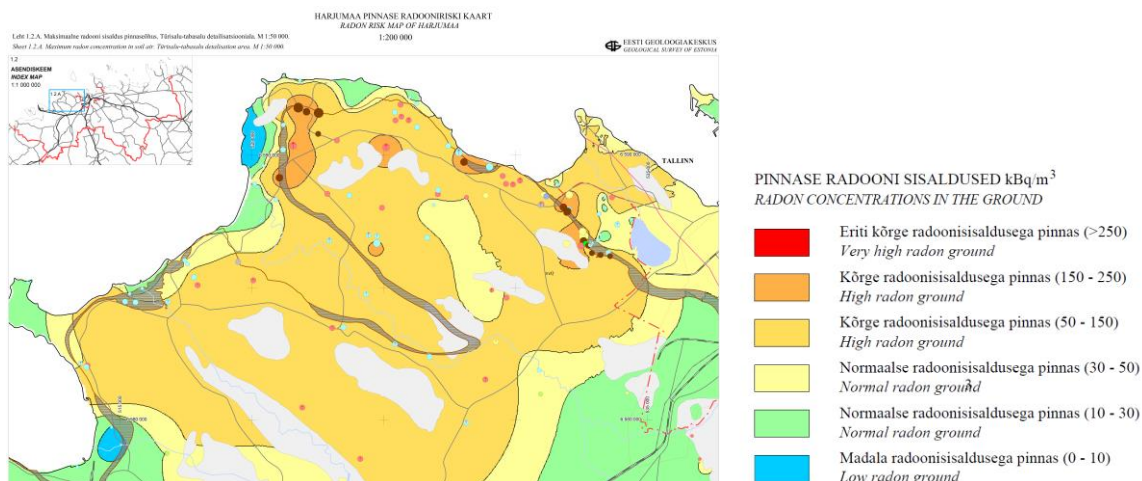 HARJUMAA PINNASE RADOONIRISKI KAART
RADON RISK MAP OF HARJUMAA
1:200 000
Leht 1.2.A. Maksimaalne radooni sisaldus pinnaseõhus, Türisalu-tabasalu detailisatsiooniala. M 1:50 000.
Sheet 1.2.A. Maximum radon concentration in soil air. Türisalu-tabasalu detailisation area. M 1:50 000.
EESTI GEOLOOGIAKESKUS
GEOLOGICAL SURVEY OF ESTONIA
1.2
ASENDISKEEM
INDEX MAP
1:1 000 000
1.2.A
TALLINN
PINNASE RADOONI SISALDUSED kBq/m3
RADON CONCENTRATIONS IN THE GROUND
Eriti kõrge radoonisisaldusega pinnas (>250)
Very high radon ground
Kõrge radoonisisaldusega pinnas (150 - 250)
High radon ground
Kõrge radoonisisaldusega pinnas (50 - 150)
High radon ground
Normaalse radoonisisaldusega pinnas (30 - 50)
Normal radon ground
3
Normaalse radoonisisaldusega pinnas (10 - 30)
Normal radon ground
Madala radoonisisaldusega pinnas (0 - 10)
Low radon ground